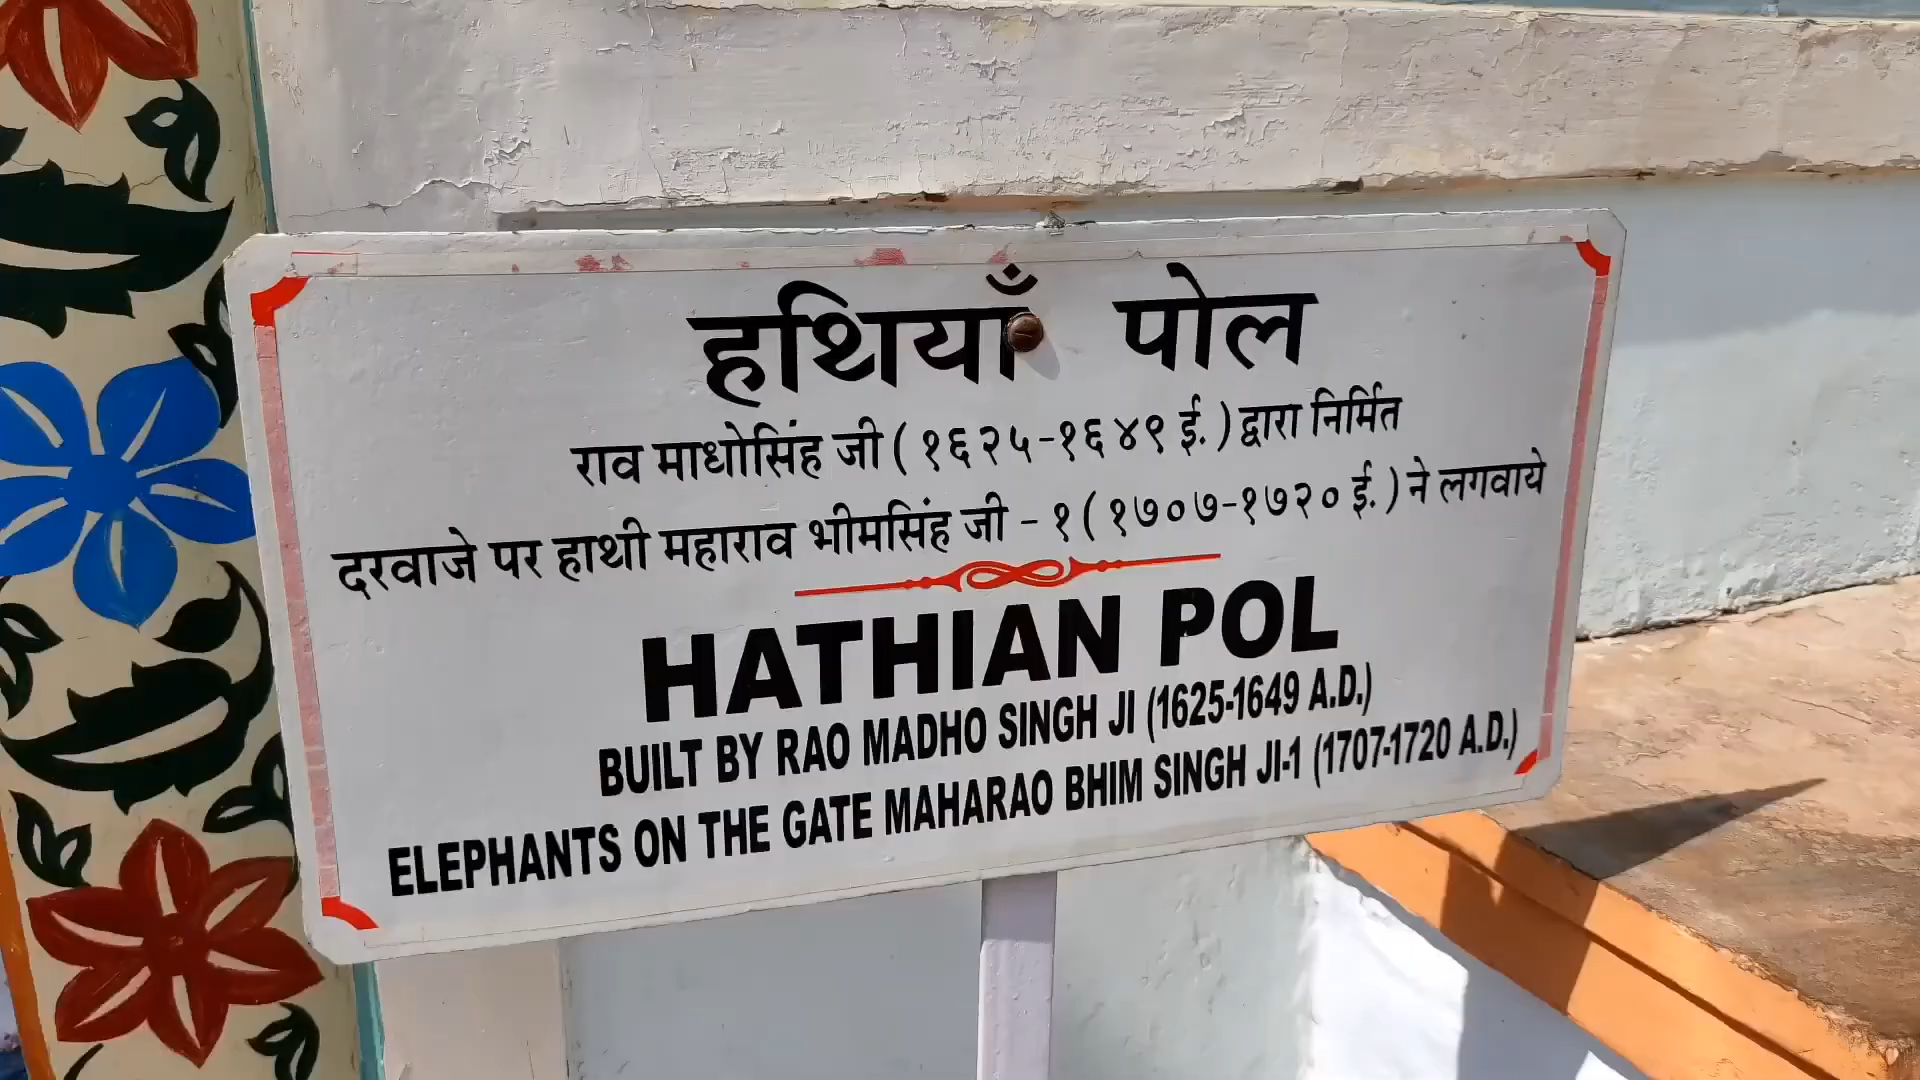 हथियाँ पोल
राव माधोसिंह जी ( १६२५-१६४९ ई. ) द्वारा निर्मित
दरवाजे पर हाथी महाराव भीमसिंह जी - १ ( १७०७-१७२० ई. ) ने लगवाये
HATHIAN POL
BUILT BY RAO MADHO SINGH JI (1625-1649 A.D.)
ELEPHANTS ON THE GATE MAHARAO BHIM SINGH JI-1 (1707-1720 A.D.)